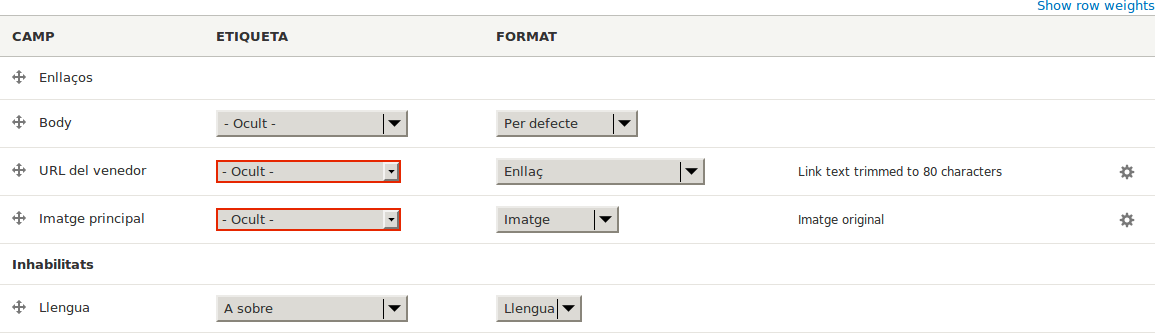 Show row weights
CAMP ETIQUETA FORMAT
Enllaços
Body - Ocult - Per defecte
URL del venedor - Ocult - Enllaç Link text trimmed to 80 characters
Imatge principal - Ocult - Imatge Imatge original
Inhabilitats
Llengua A sobre Llengua